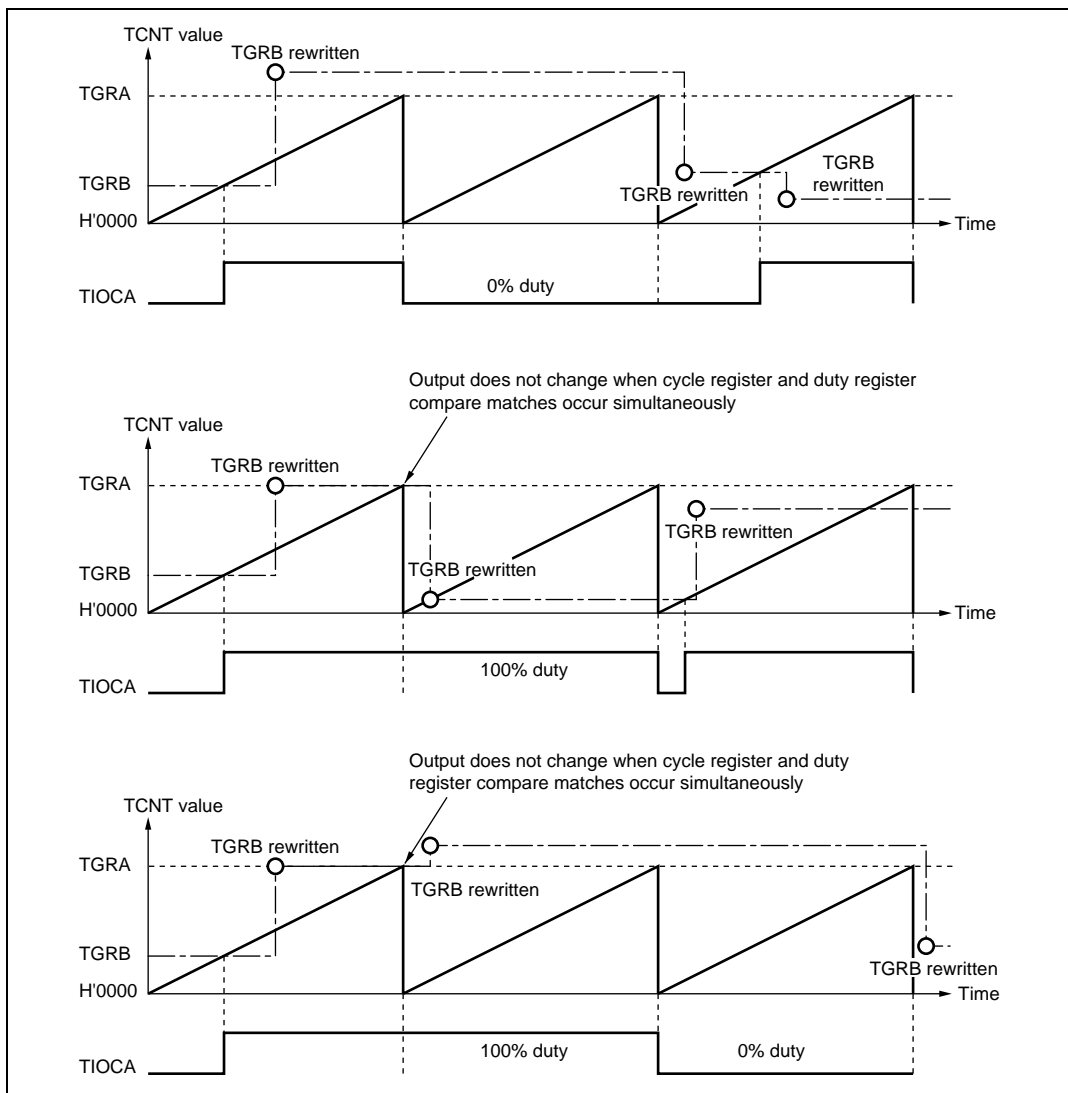 TCNT value
TGRB rewritten
TGRA
TGRB
rewritten
TGRB
TGRB rewritten
H'0000
Time
0% duty
TIOCA
Output does not change when cycle register and duty register
compare matches occur simultaneously
TCNT value
TGRB rewritten
TGRA
TGRB rewritten
TGRB
TGRB rewritten
H'0000
Time
100% duty
TIOCA
Output does not change when cycle register and duty
register compare matches occur simultaneously
TCNT value
TGRB rewritten
TGRA
TGRB rewritten
TGRB
TGRB rewritten
H'0000
Time
100% duty
0% duty
TIOCA